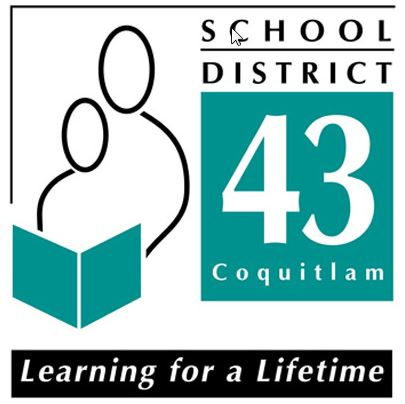 SCHOOL
DISTRICT
43
Coquitlam
Learning for a Lifetime